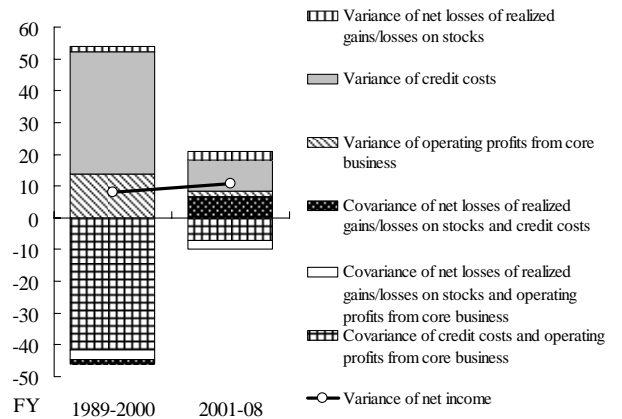 60
50
40
30
20
10
0
-10
-20
-30
-40
-50
FY
1989-2000
2001-08
Variance of net losses of realized
gains/losses on stocks
Variance of credit costs
Variance of operating profits from core
business
Covariance of net losses of realized
gains/losses on stocks and credit costs
Covariance of net losses of realized
gains/losses on stocks and operating
profits from core business
Covariance of credit costs and operating
profits from core business
Variance of net income